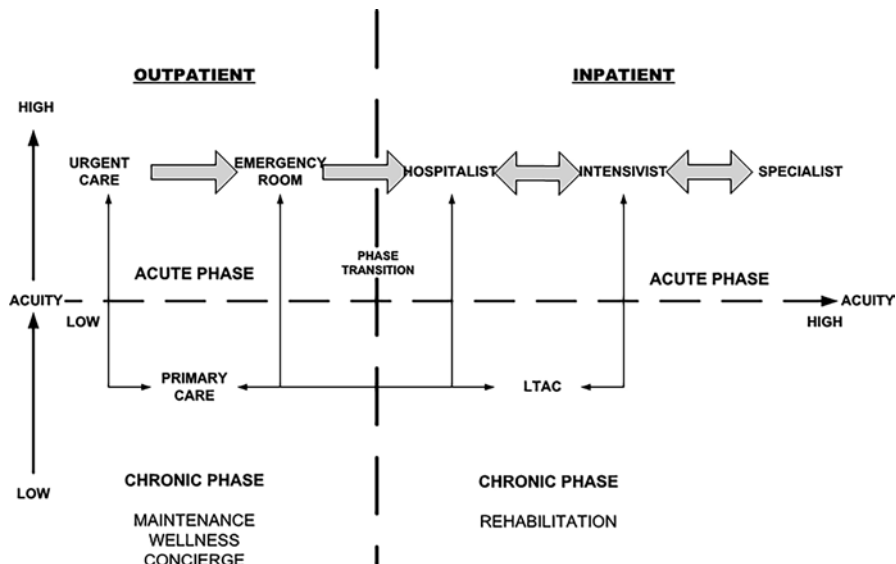 OUTPATIENT
INPATIENT
HIGH
URGENT
CARE
EMERGENCY
ROOM
HOSPITALIST
INTENSIVIST
SPECIALIST
PHASE
TRANSITION
ACUTE PHASE
ACUTE PHASE
ACUITY
ACUITY
LOW
HIGH
PRIMARY
CARE
LTAC
LOW
CHRONIC PHASE
MAINTENANCE
WELLNESS
CONCIERGE
CHRONIC PHASE
REHABILITATION